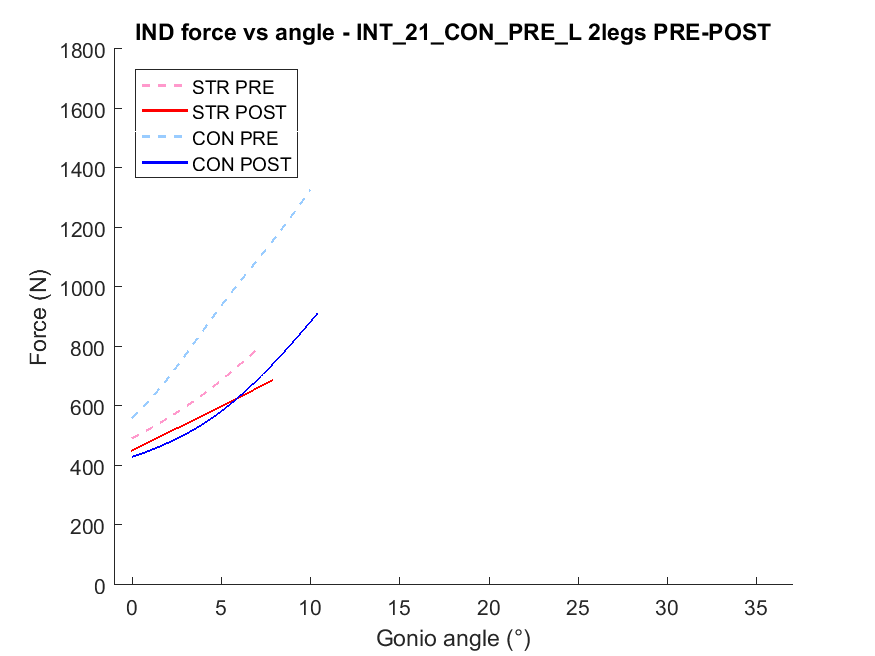 IND force vs angle - INT_21_CON_PRE_L 2legs PRE-POST
1800
1600
1400
1200
1000
800
600
400
200
0
STR PRE
STR POST
CON PRE
CON POST
Force (N)
0 5 10 15 20 25 30 35
Gonio angle (°)